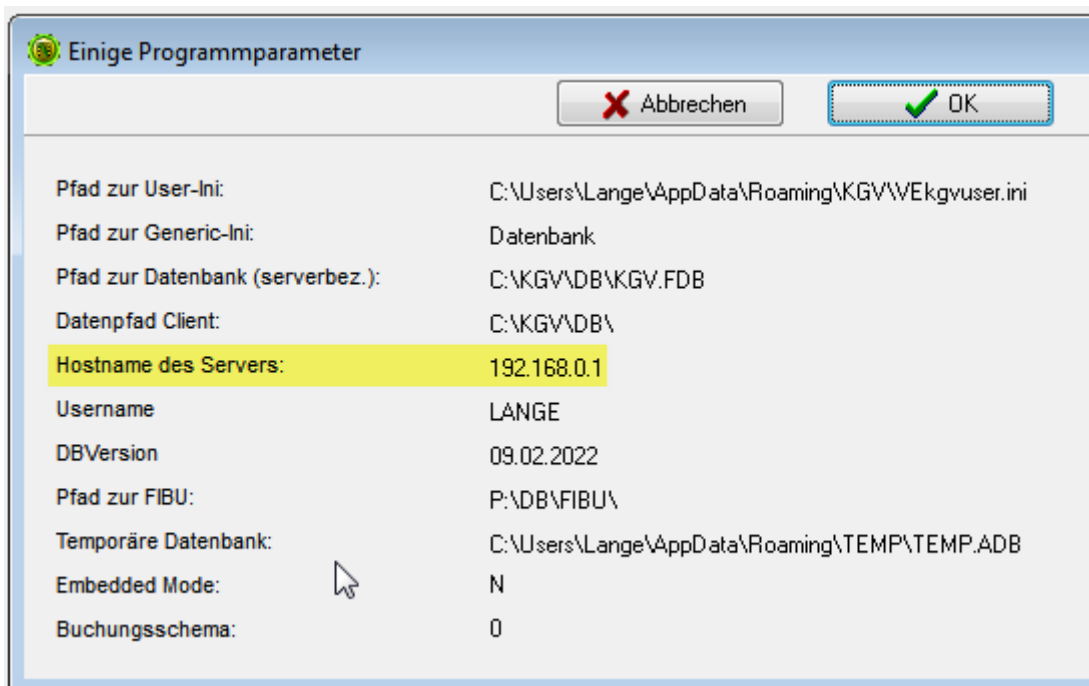 Einige Programmparameter
Abbrechen OK
Pfad zur User-Ini: C:\Users\Lange\AppData\Roaming\KGV\VEkgvuser.ini
Pfad zur Generic-Ini: Datenbank
Pfad zur Datenbank (serverbez.): C:\KGV\DB\KGV.FDB
Datenpfad Client: C:\KGV\DB\
Hostname des Servers: 192.168.0.1
Username LANGE
DBVersion 09.02.2022
Pfad zur FIBU: P:\DB\FIBU\
Temporäre Datenbank: C:\Users\Lange\AppData\Roaming\TEMP\TEMP.ADB
Embedded Mode: N
Buchungsschema: 0